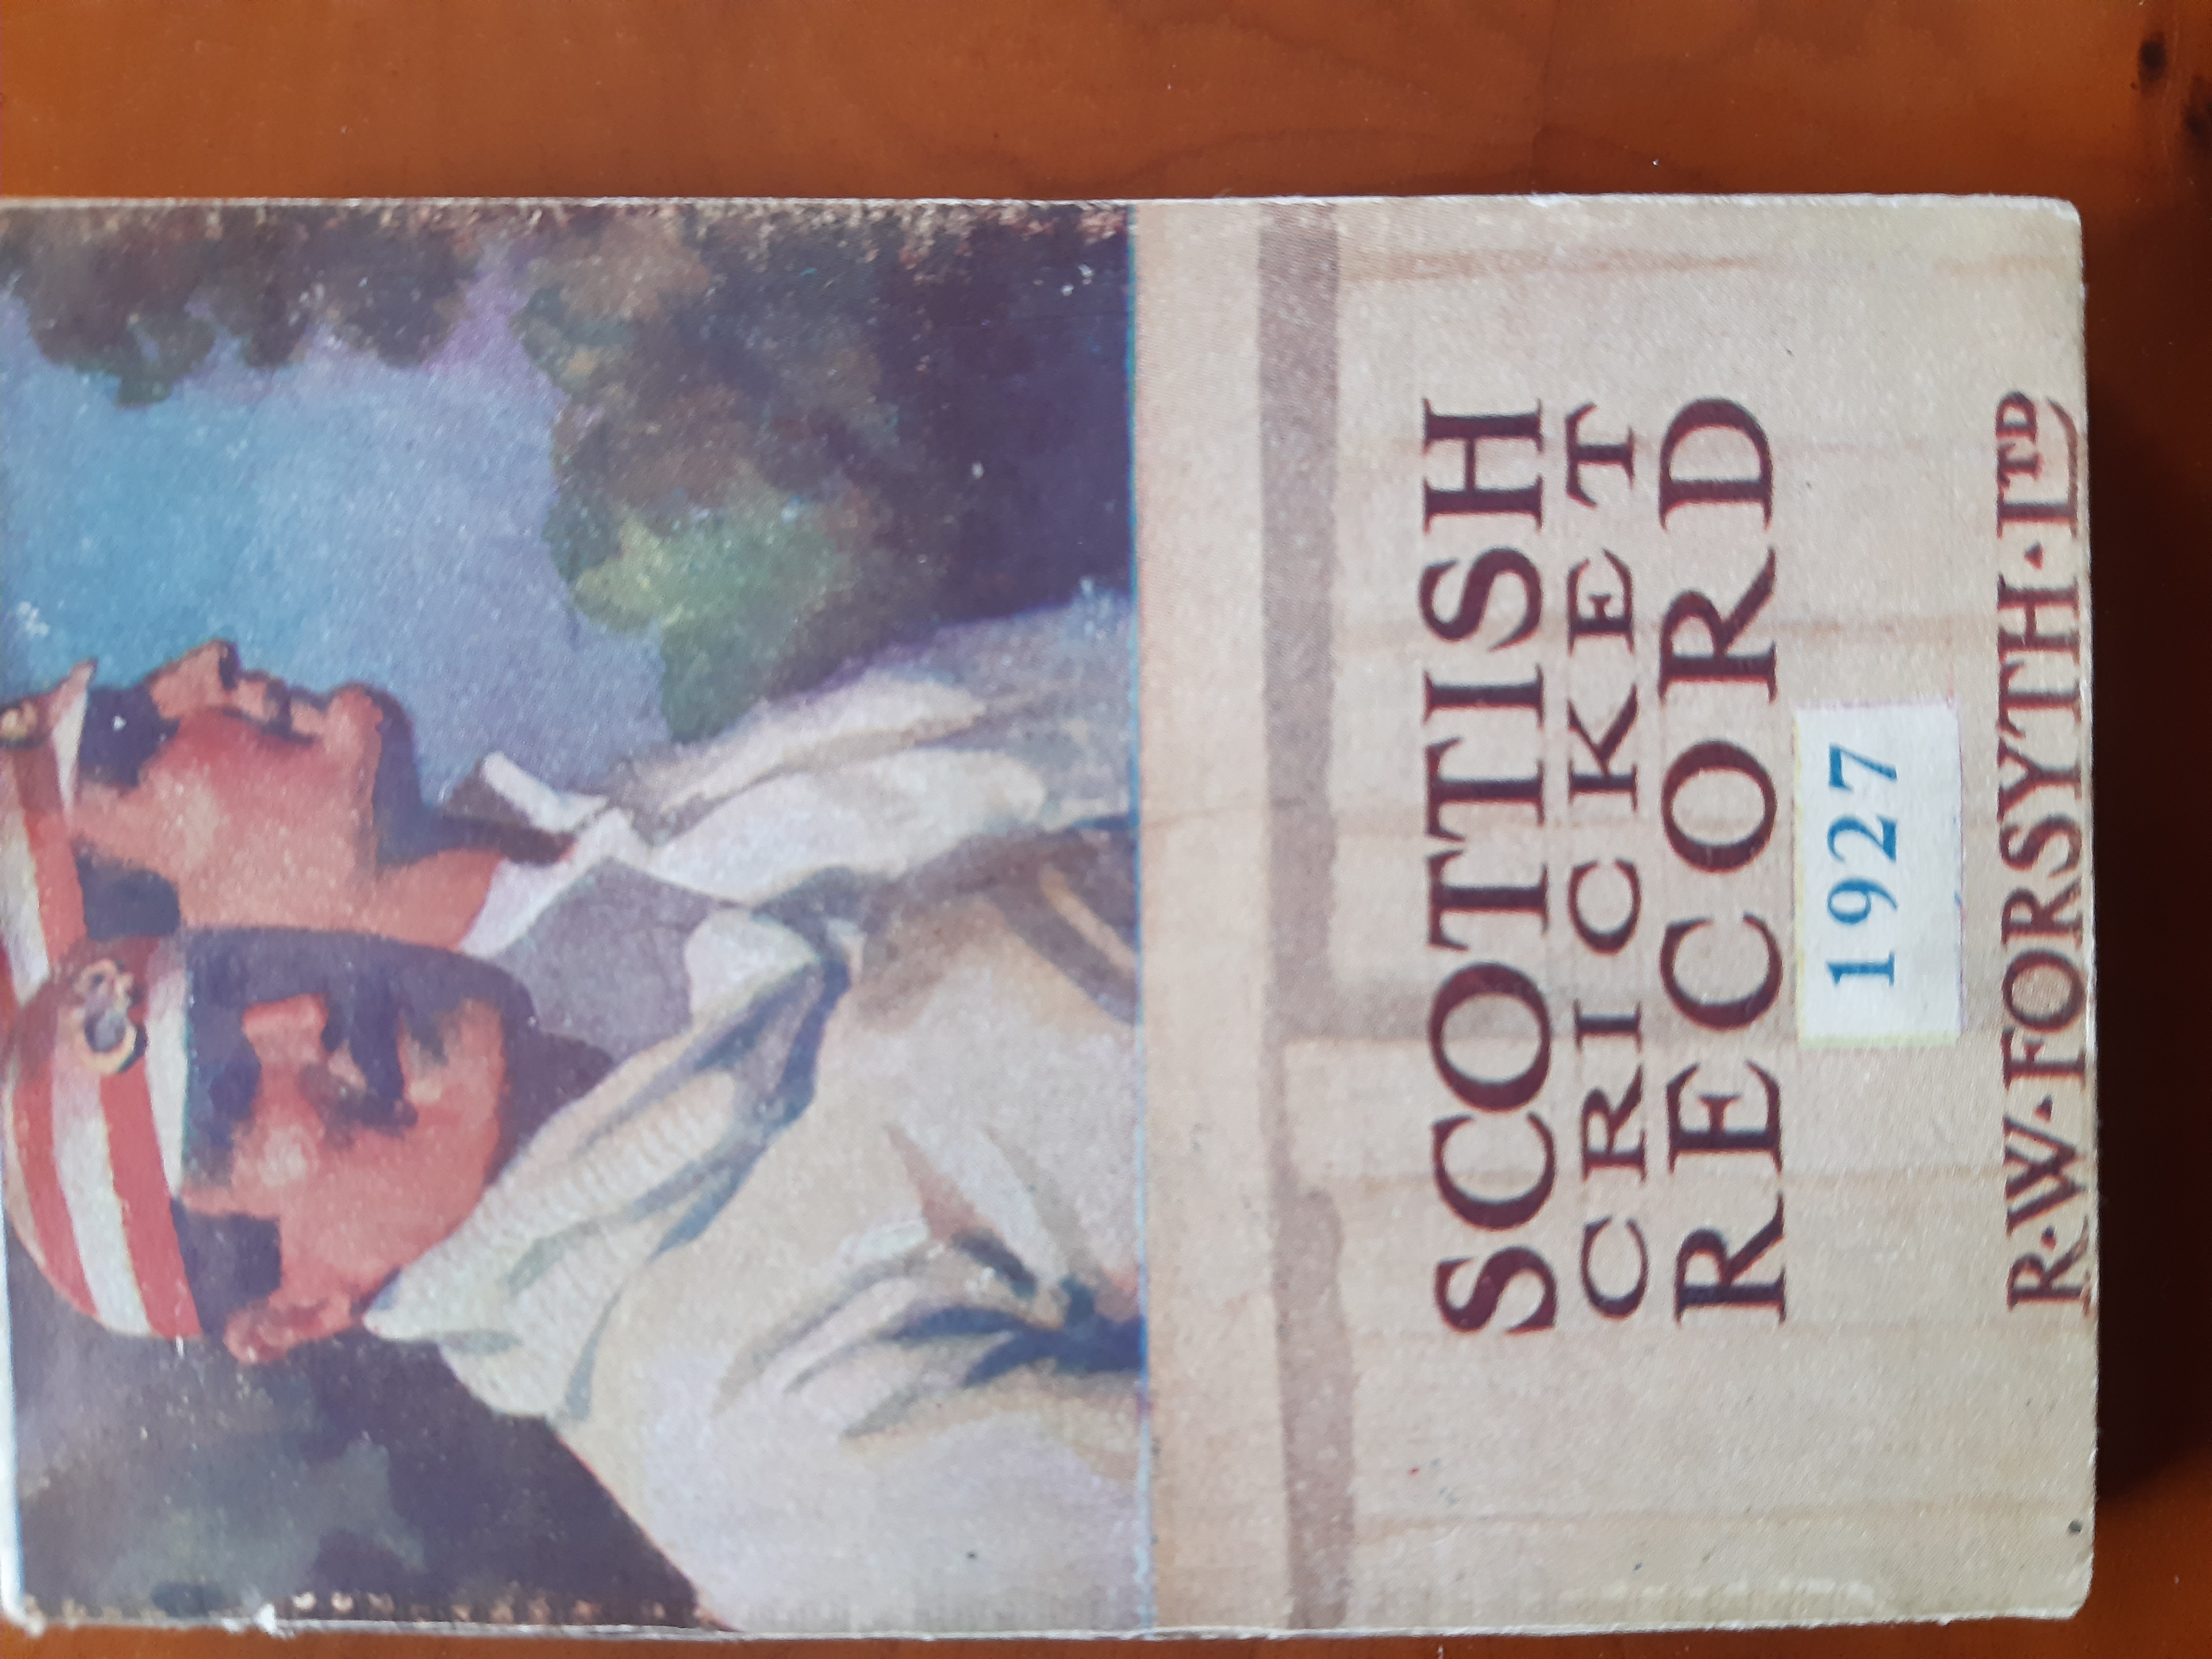 SCOTTISH
CRICKET
RECORD
1927
R·W·FORSYTH·LTD